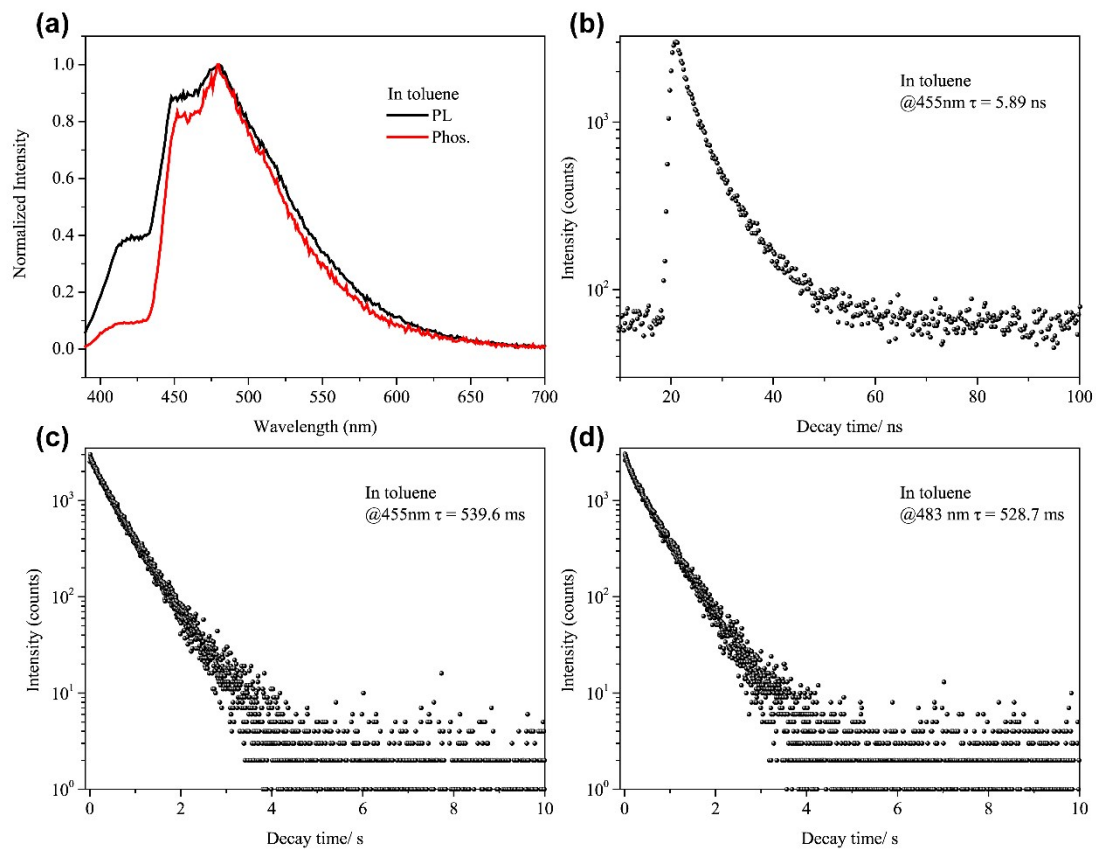 (a)
In toluene
PL
Phos.
Normalized Intensity
1.0
0.8
0.6
0.4
0.2
0.0
400 450 500 550 600 650 700
Wavelength (nm)
(b)
In toluene
@455nm τ = 5.89 ns
Intensity (counts)
10³
10²
20 40 60 80 100
Decay time/ ns
(c)
In toluene
@455nm τ = 539.6 ms
Intensity (counts)
10³
10²
10¹
10⁰
0 2 4 6 8 10
Decay time/ s
(d)
In toluene
@483 nm τ = 528.7 ms
Intensity (counts)
10³
10²
10¹
10⁰
0 2 4 6 8 10
Decay time/ s